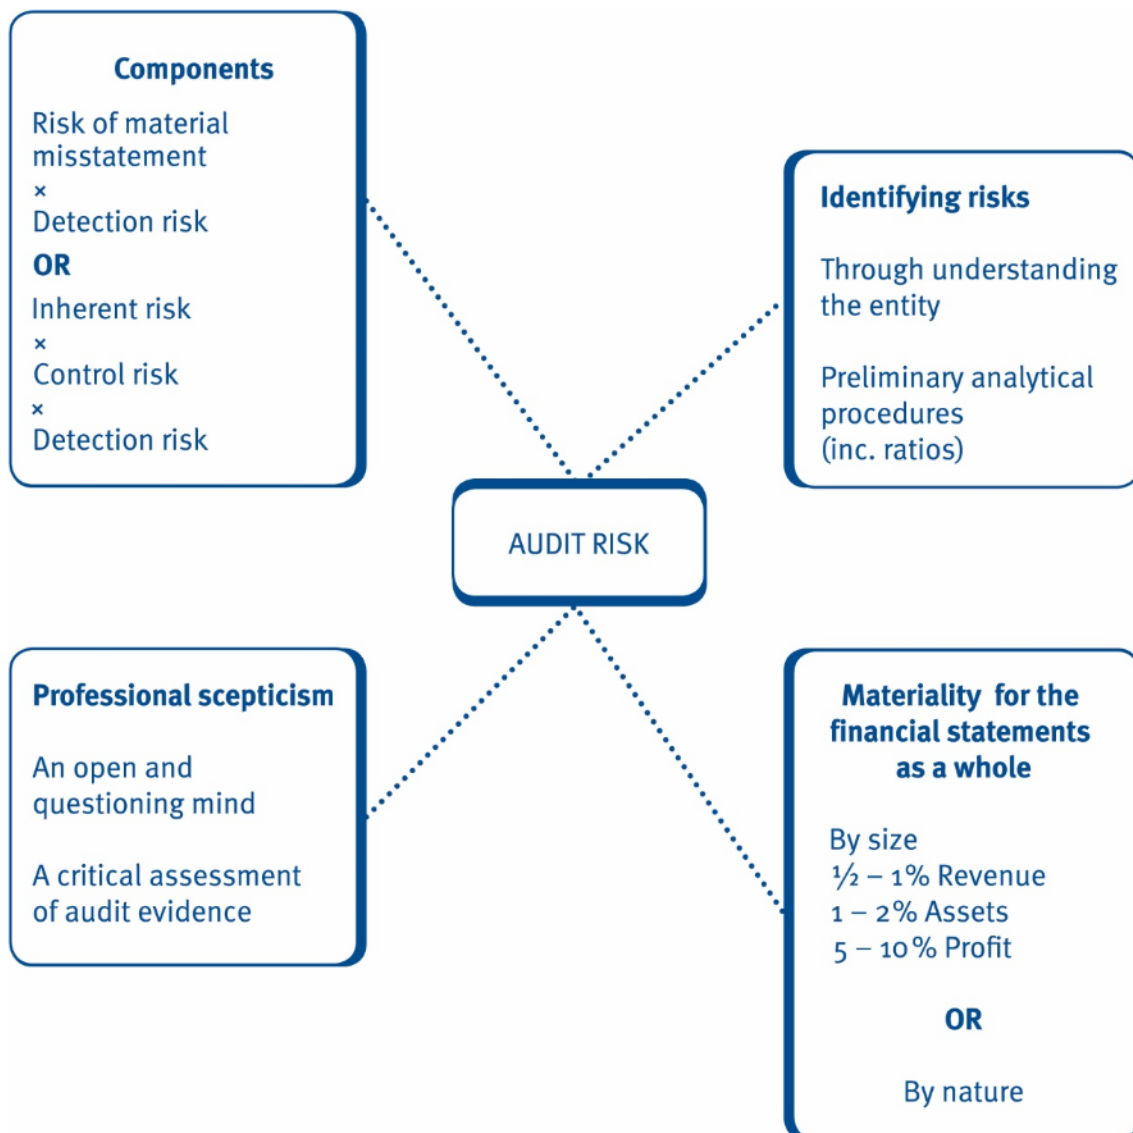 Components
Risk of material
misstatement
×
Detection risk
OR
Inherent risk
×
Control risk
×
Detection risk
Identifying risks
Through understanding
the entity
Preliminary analytical
procedures
(inc. ratios)
AUDIT RISK
Professional scepticism
An open and
questioning mind
A critical assessment
of audit evidence
Materiality for the
financial statements
as a whole
By size
½ – 1% Revenue
1 – 2% Assets
5 – 10% Profit
OR
By nature